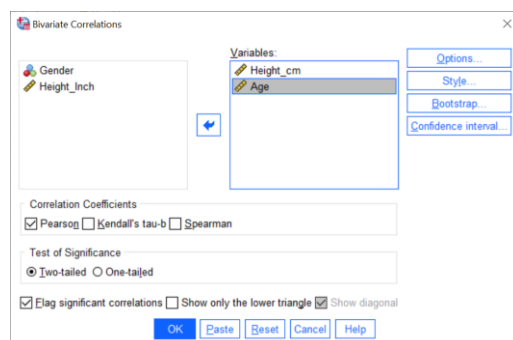 Bivariate Correlations
Variables:
Gender
Height_Inch
Height_cm
Age
Options...
Style...
Bootstrap...
Confidence interval...
Correlation Coefficients
Pearson Kendall's tau-b Spearman
Test of Significance
Two-tailed One-tailed
Flag significant correlations Show only the lower triangle Show diagonal
OK Paste Reset Cancel Help